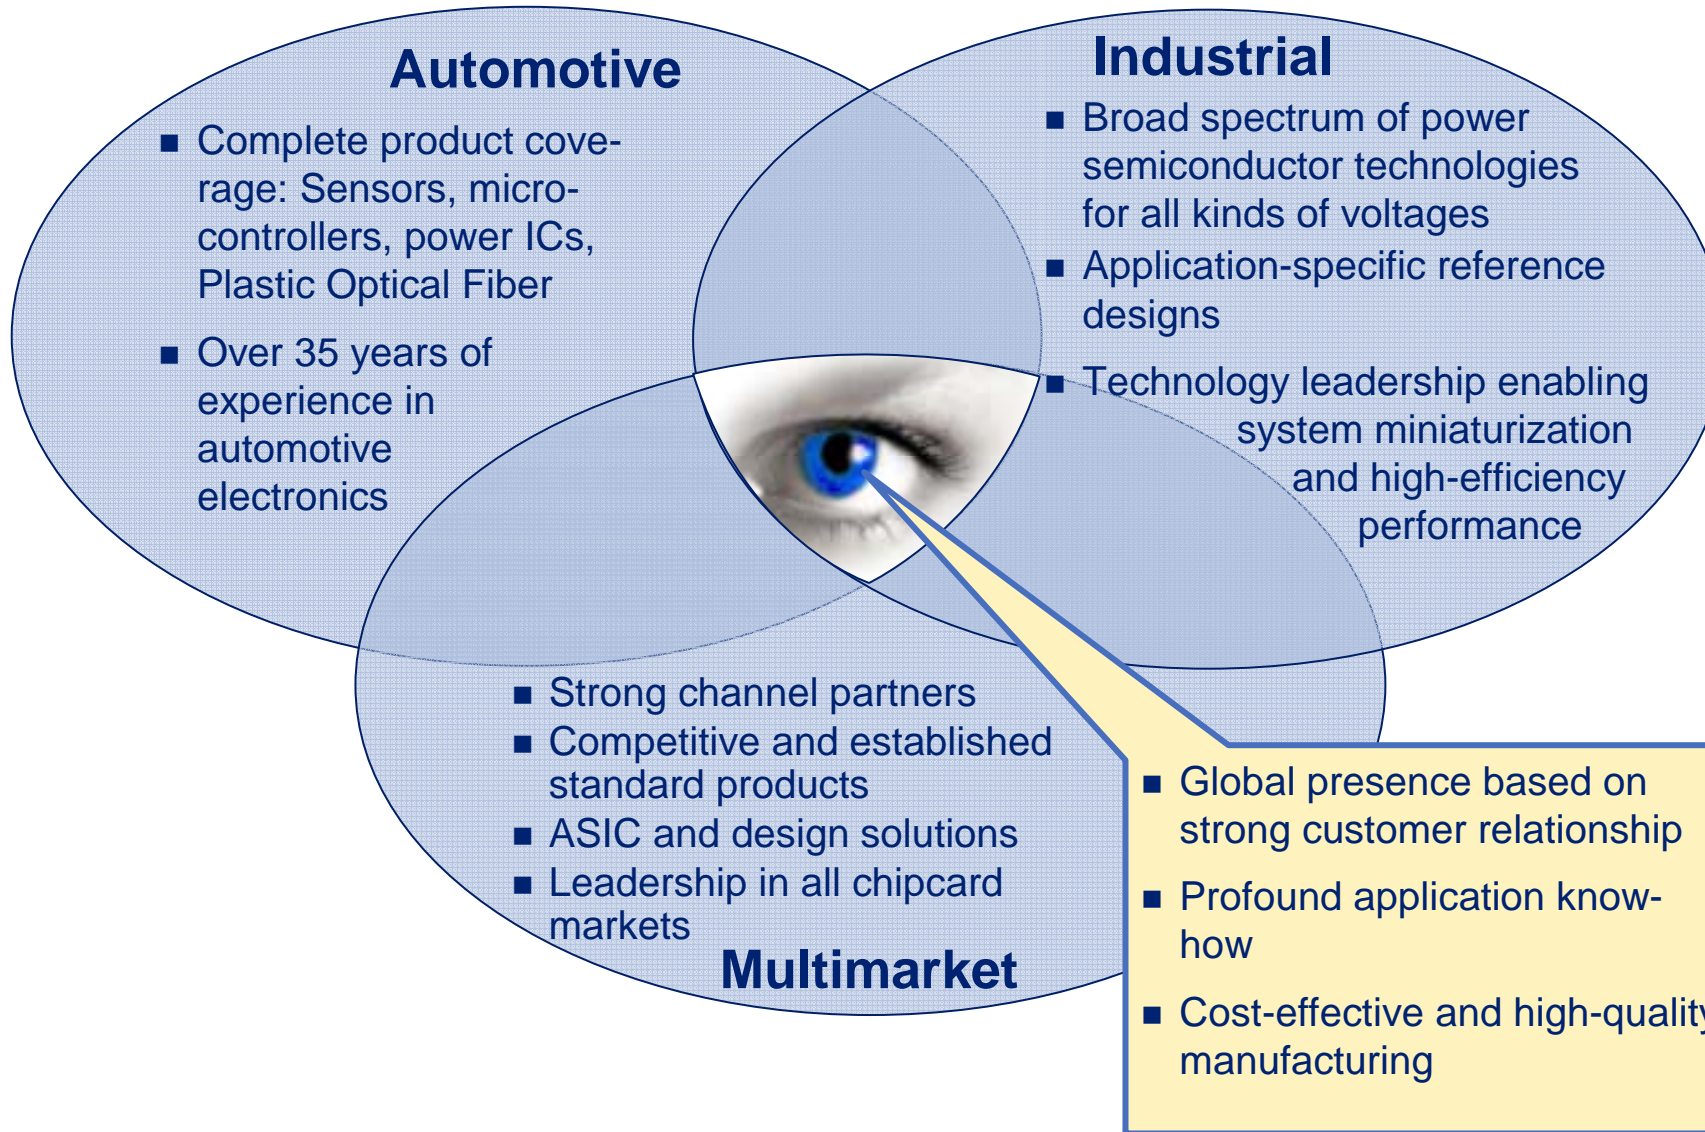 Automotive
■ Complete product cove-
rage: Sensors, micro-
controllers, power ICs,
Plastic Optical Fiber
■ Over 35 years of
experience in
automotive
electronics
Industrial
■ Broad spectrum of power
semiconductor technologies
for all kinds of voltages
■ Application-specific reference
designs
■ Technology leadership enabling
system miniaturization
and high-efficiency
performance
■ Strong channel partners
■ Competitive and established
standard products
■ ASIC and design solutions
■ Leadership in all chipcard
markets
Multimarket
■ Global presence based on
strong customer relationship
■ Profound application know-
how
■ Cost-effective and high-quality
manufacturing